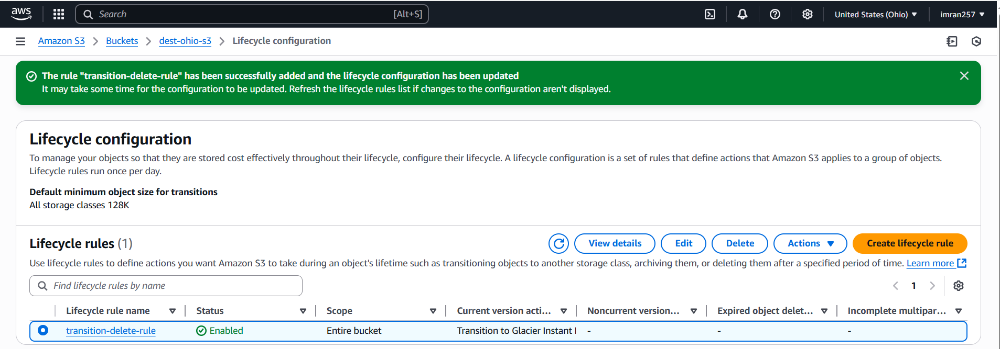 aws
Search [Alt+S]
United States (Ohio)
imran257
Amazon S3 Buckets dest-ohio-s3 Lifecycle configuration
The rule "transition-delete-rule" has been successfully added and the lifecycle configuration has been updated
It may take some time for the configuration to be updated. Refresh the lifecycle rules list if changes to the configuration aren't displayed.
Lifecycle configuration
To manage your objects so that they are stored cost effectively throughout their lifecycle, configure their lifecycle. A lifecycle configuration is a set of rules that define actions that Amazon S3 applies to a group of objects.
Lifecycle rules run once per day.
Default minimum object size for transitions
All storage classes 128K
Lifecycle rules (1)
View details Edit Delete Actions Create lifecycle rule
Use lifecycle rules to define actions you want Amazon S3 to take during an object's lifetime such as transitioning objects to another storage class, archiving them, or deleting them after a specified period of time. Learn more
Find lifecycle rules by name
1
Lifecycle rule name Status Scope Current version acti... Noncurrent version... Expired object delet... Incomplete multipar...
transition-delete-rule Enabled Entire bucket Transition to Glacier Instant - - -